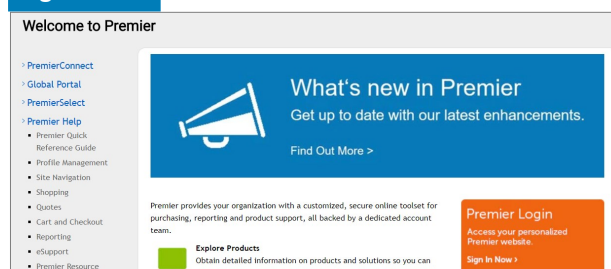 Welcome to Premier
PremierConnect
Global Portal
PremierSelect
Premier Help
Premier Quick
Reference Guide
Profile Management
Site Navigation
Shopping
Quotes
Cart and Checkout
Reporting
eSupport
Premier Resource
What's new in Premier
Get up to date with our latest enhancements.
Find Out More >
Premier provides your organization with a customized, secure online toolset for
purchasing, reporting and product support, all backed by a dedicated account
team.
Explore Products
Obtain detailed information on products and solutions so you can
Premier Login
Access your personalized
Premier website.
Sign In Now >